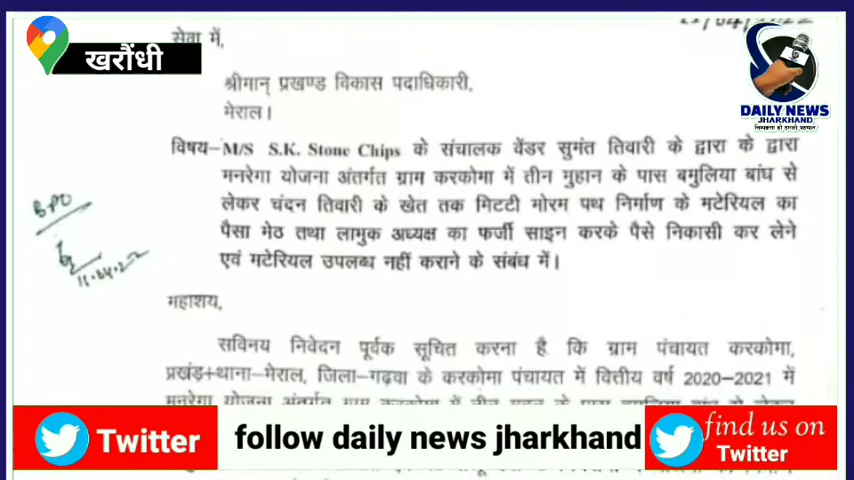 खरौंधी
सेवा में,
श्रीमान् प्रखण्ड विकास पदाधिकारी,
मेराल।
विषय–M/S S.K. Stone Chips के संचालक वेंडर सुमंत तिवारी के द्वारा के द्वारा
मनरेगा योजना अंतर्गत ग्राम करकोमा में तीन मुहान के पास बमुलिया बांध से
लेकर चंदन तिवारी के खेत तक मिटटी मोरम पथ निर्माण के मटेरियल का
पैसा मेठ तथा लाभुक अध्यक्ष का फर्जी साइन करके पैसे निकासी कर लेने
एवं मटेरियल उपलब्ध नहीं कराने के संबंध में।
BPO
महाशय,
सविनय निवेदन पूर्वक सूचित करना है कि ग्राम पंचायत करकोमा,
प्रखंड+थाना–मेराल, जिला–गढ़वा के करकोमा पंचायत में वित्तीय वर्ष 2020–2021 में
DAILY NEWS
JHARKHAND
Twitter
follow daily news jharkhand
find us on
Twitter